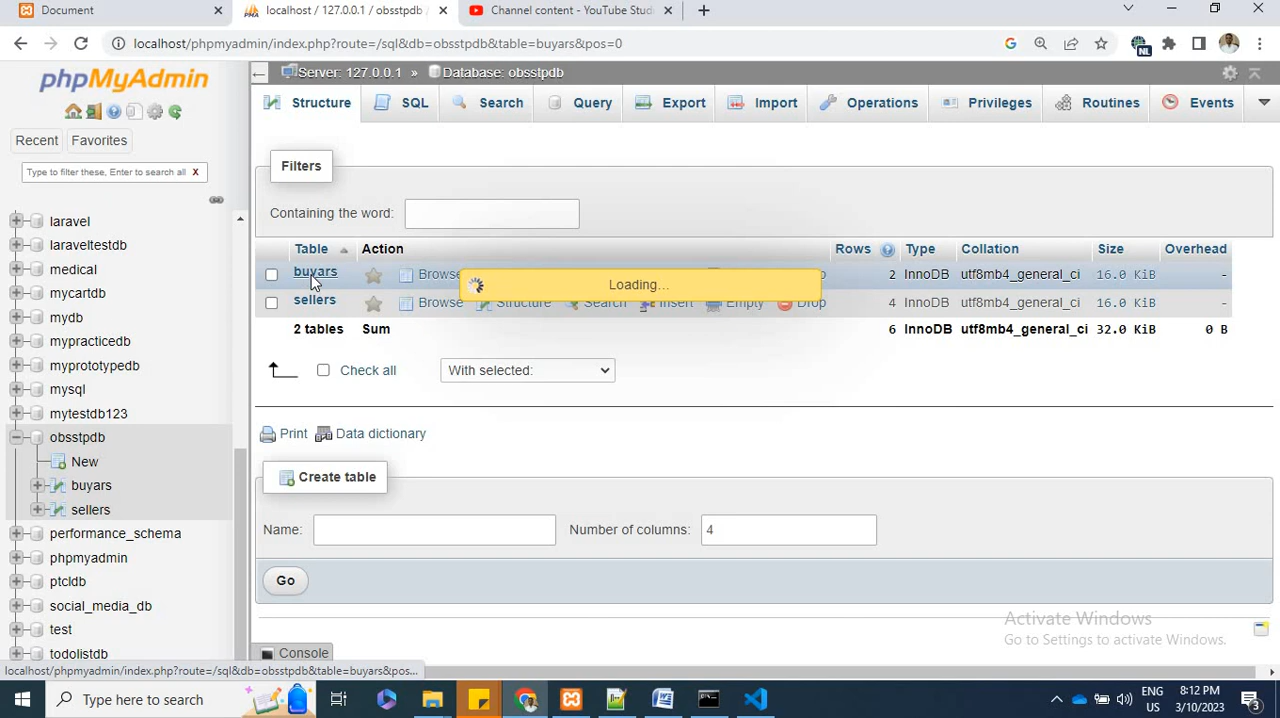 Document
localhost / 127.0.0.1 / obsstpdb
Channel content - YouTube Stud
localhost/phpmyadmin/index.php?route=/sql&db=obsstpdb&table=buyars&pos=0
NL
phpMyAdmin
Server: 127.0.0.1 » Database: obsstpdb
Structure SQL Search Query Export Import Operations Privileges Routines Events
Recent Favorites
Type to filter these, Enter to search all X
laravel
laraveltestdb
medical
mycartdb
mydb
mypracticedb
myprototypedb
mysql
mytestdb123
obsstpdb
New
buyars
sellers
performance_schema
phpmyadmin
ptcldb
social_media_db
test
todolistdb
Filters
Containing the word:
Table Action Rows Type Collation Size Overhead
buyars Browse 2 InnoDB utf8mb4_general_ci 16.0 KiB -
Loading…
sellers Browse Structure Search Insert Empty Drop 4 InnoDB utf8mb4_general_ci 16.0 KiB -
2 tables Sum 6 InnoDB utf8mb4_general_ci 32.0 KiB 0 B
Check all With selected:
Print Data dictionary
Create table
Name: Number of columns: 4
Go
Activate Windows
Go to Settings to activate Windows.
Console
localhost/phpmyadmin/index.php?route=/sql&db=obsstpdb&table=buyars&pos...
Type here to search
ENG
US
8:12 PM
3/10/2023
3